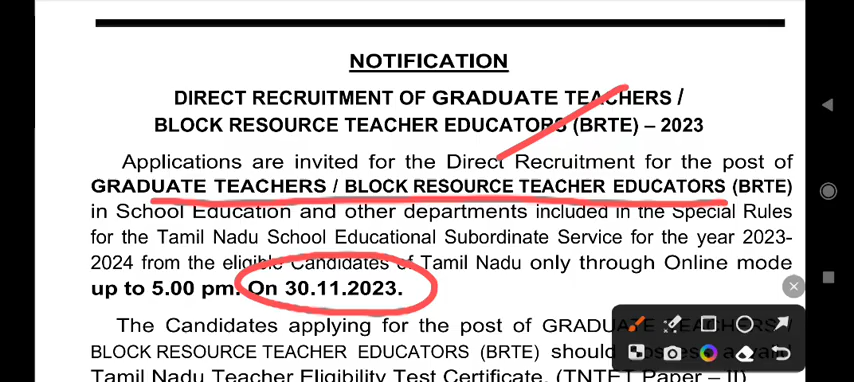 NOTIFICATION
DIRECT RECRUITMENT OF GRADUATE TEACHERS /
BLOCK RESOURCE TEACHER EDUCATORS (BRTE) – 2023
Applications are invited for the Direct Recruitment for the post of
GRADUATE TEACHERS / BLOCK RESOURCE TEACHER EDUCATORS (BRTE)
in School Education and other departments included in the Special Rules
for the Tamil Nadu School Educational Subordinate Service for the year 2023-
2024 from the eligible Candidates of Tamil Nadu only through Online mode
up to 5.00 pm. On 30.11.2023.
The Candidates applying for the post of GRADUATE TEACHERS /
BLOCK RESOURCE TEACHER EDUCATORS (BRTE) should possess a valid
Tamil Nadu Teacher Eligibility Test Certificate. (TNTET Paper – II)